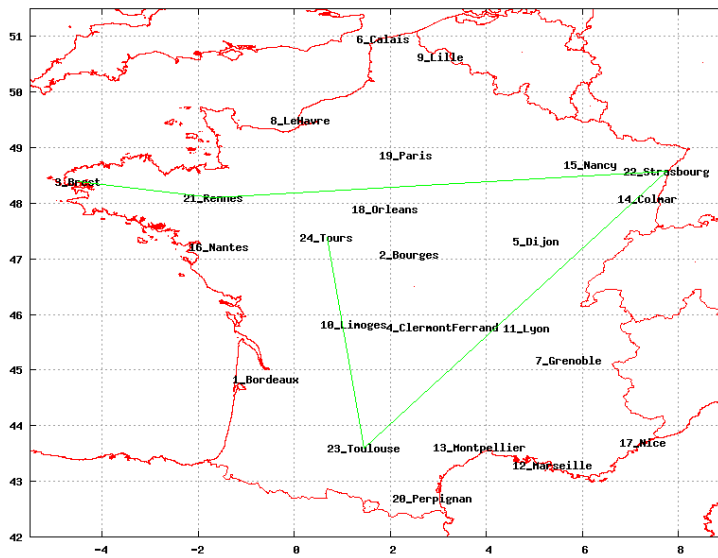 51
6_Calais
9_Lille
50
8_LeHavre
49
19_Paris
15_Nancy
3_Brest
22_Strasbourg
48
21_Rennes
14_Colmar
18_Orleans
24_Tours
5_Dijon
16_Nantes
47
2_Bourges
46
10_Limoges
4_ClermontFerrand
11_Lyon
7_Grenoble
45
1_Bordeaux
44
23_Toulouse
13_Montpellier
17_Nice
43
12_Marseille
20_Perpignan
42
-4 -2 0 2 4 6 8